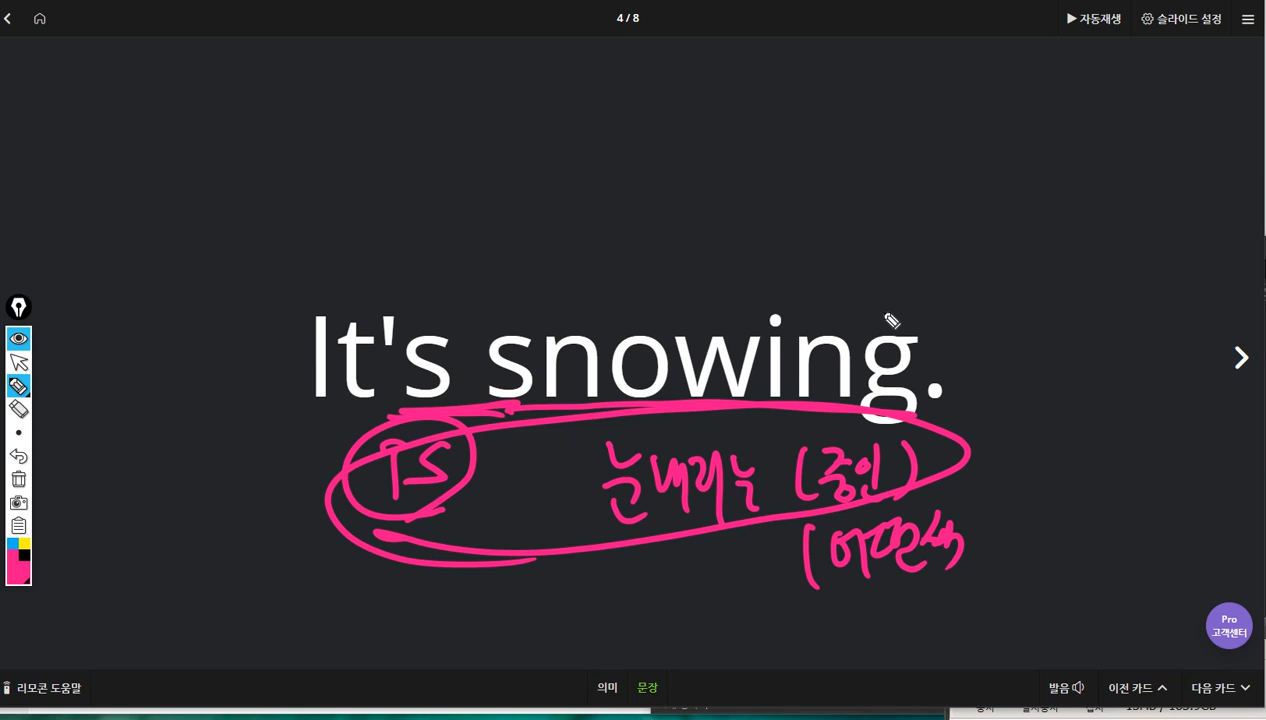 4 / 8
자동재생
슬라이드 설정
It's snowing.
is 눈내리는 (중인)
Pro
고객센터
리모콘 도움말
의미
문장
발음
이전 카드
다음 카드